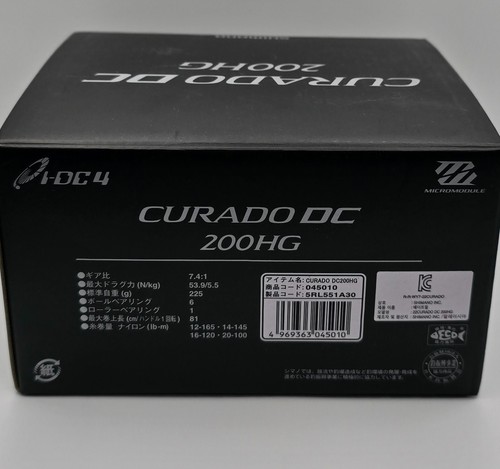 CURADO DC
200HG
I-DC4
MICROMODULE
CURADO DC
200HG
●ギア比 7.4:1
●最大ドラグ力 (N/kg) 53.9/5.5
●標準自重 (g) 225
●ボールベアリング 6
●ローラーベアリング 1
●最大巻上長 (cm/ハンドル1回転) 81
●糸巻量 ナイロン (lb-m) 12-165・14-145
16-120・20-100
アイテム名: CURADO DC200HG
商品コード: 045010
製品コード: 5RL551A30
4 969363 045010
紙